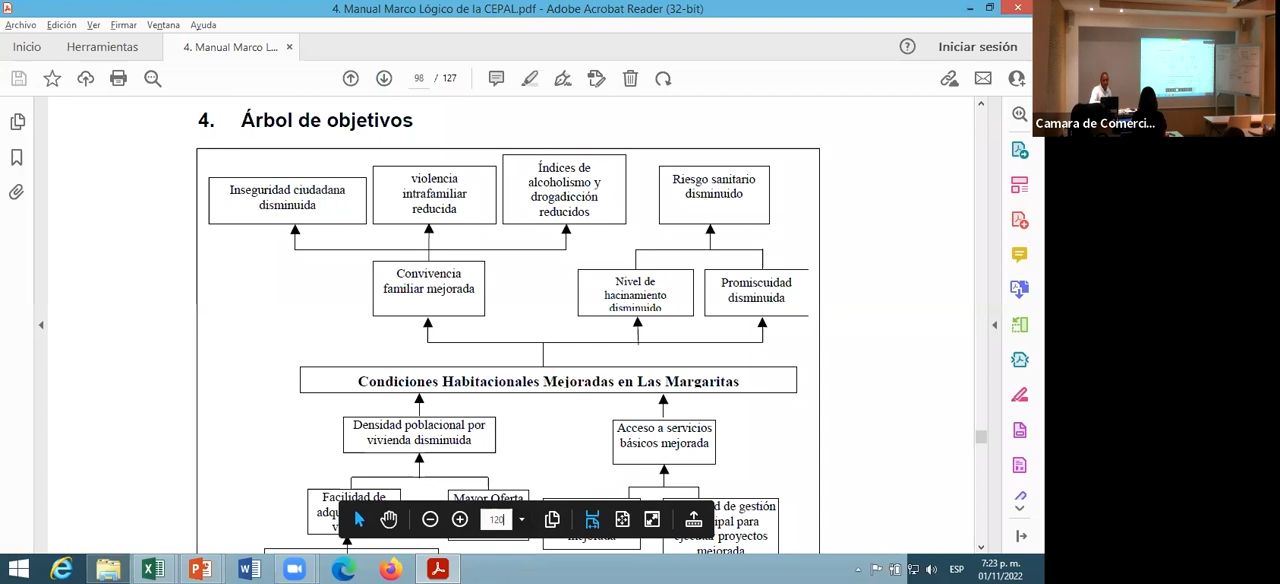 4. Manual Marco Lógico de la CEPAL.pdf - Adobe Acrobat Reader (32-bit)
Archivo Edición Ver Firmar Ventana Ayuda
Inicio Herramientas 4. Manual Marco L... × Iniciar sesión
98 / 127
Camara de Comerci...
4. Árbol de objetivos
Inseguridad ciudadana
disminuida
violencia
intrafamiliar
reducida
Índices de
alcoholismo y
drogadicción
reducidos
Riesgo sanitario
disminuido
Convivencia
familiar mejorada
Nivel de
hacinamiento
disminuido
Promiscuidad
disminuida
Condiciones Habitacionales Mejoradas en Las Margaritas
Densidad poblacional por
vivienda disminuida
Acceso a servicios
básicos mejorada
Facilidad de
Mayor Oferta
de gestión
para
proyectos
mejorada
120
ESP
7:23 p. m.
01/11/2022